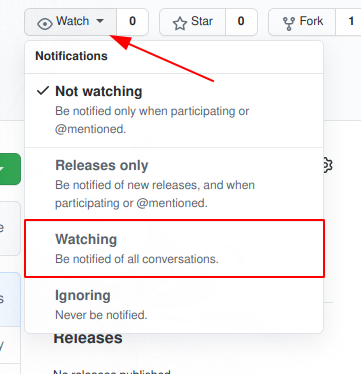 Watch 0 Star 0 Fork 1
Notifications
Not watching
Be notified only when participating or
@mentioned.
Releases only
Be notified of new releases, and when
participating or @mentioned.
e
Watching
Be notified of all conversations.
s
Ignoring
Never be notified.
y
Releases
No releases published